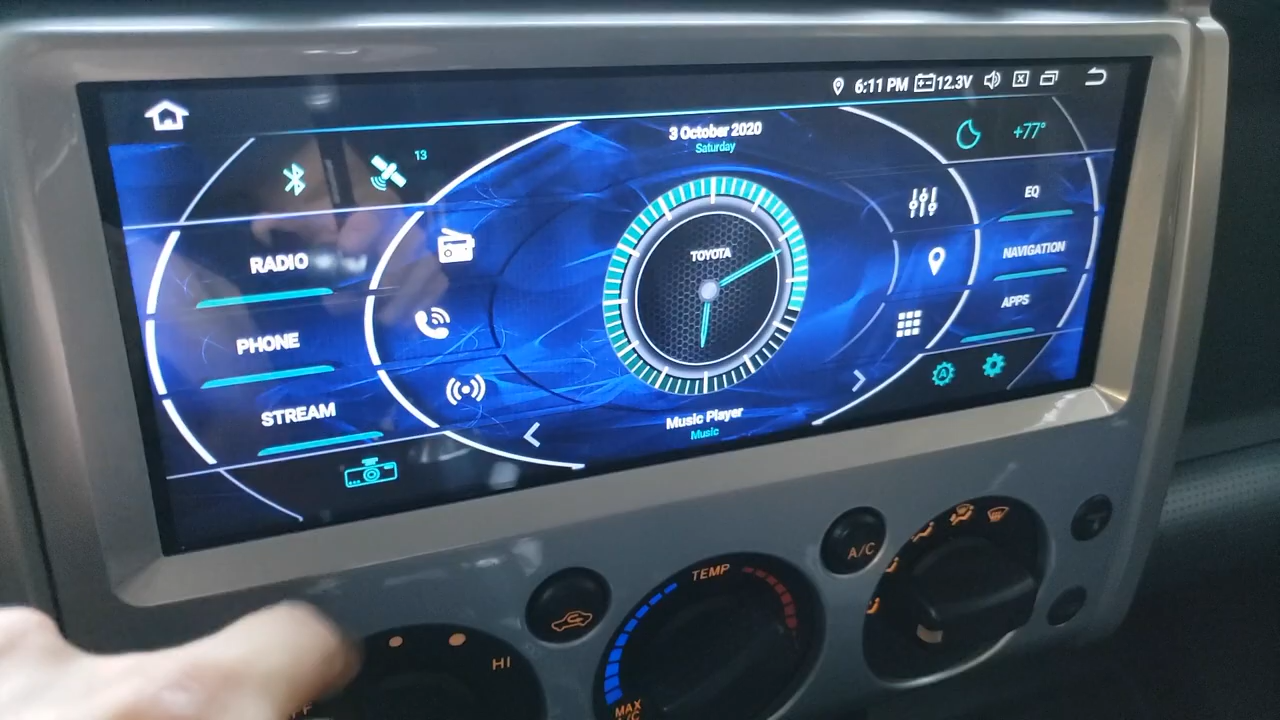 6:11 PM 12.3V
3 October 2020
Saturday
13
+77°
RADIO
PHONE
STREAM
TOYOTA
EQ
NAVIGATION
APPS
A
Music Player
Music
A/C
TEMP
HI
MAX
A/C